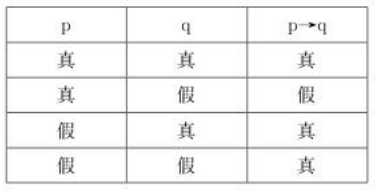 p q p→q
真 真 真
真 假 假
假 真 真
假 假 真